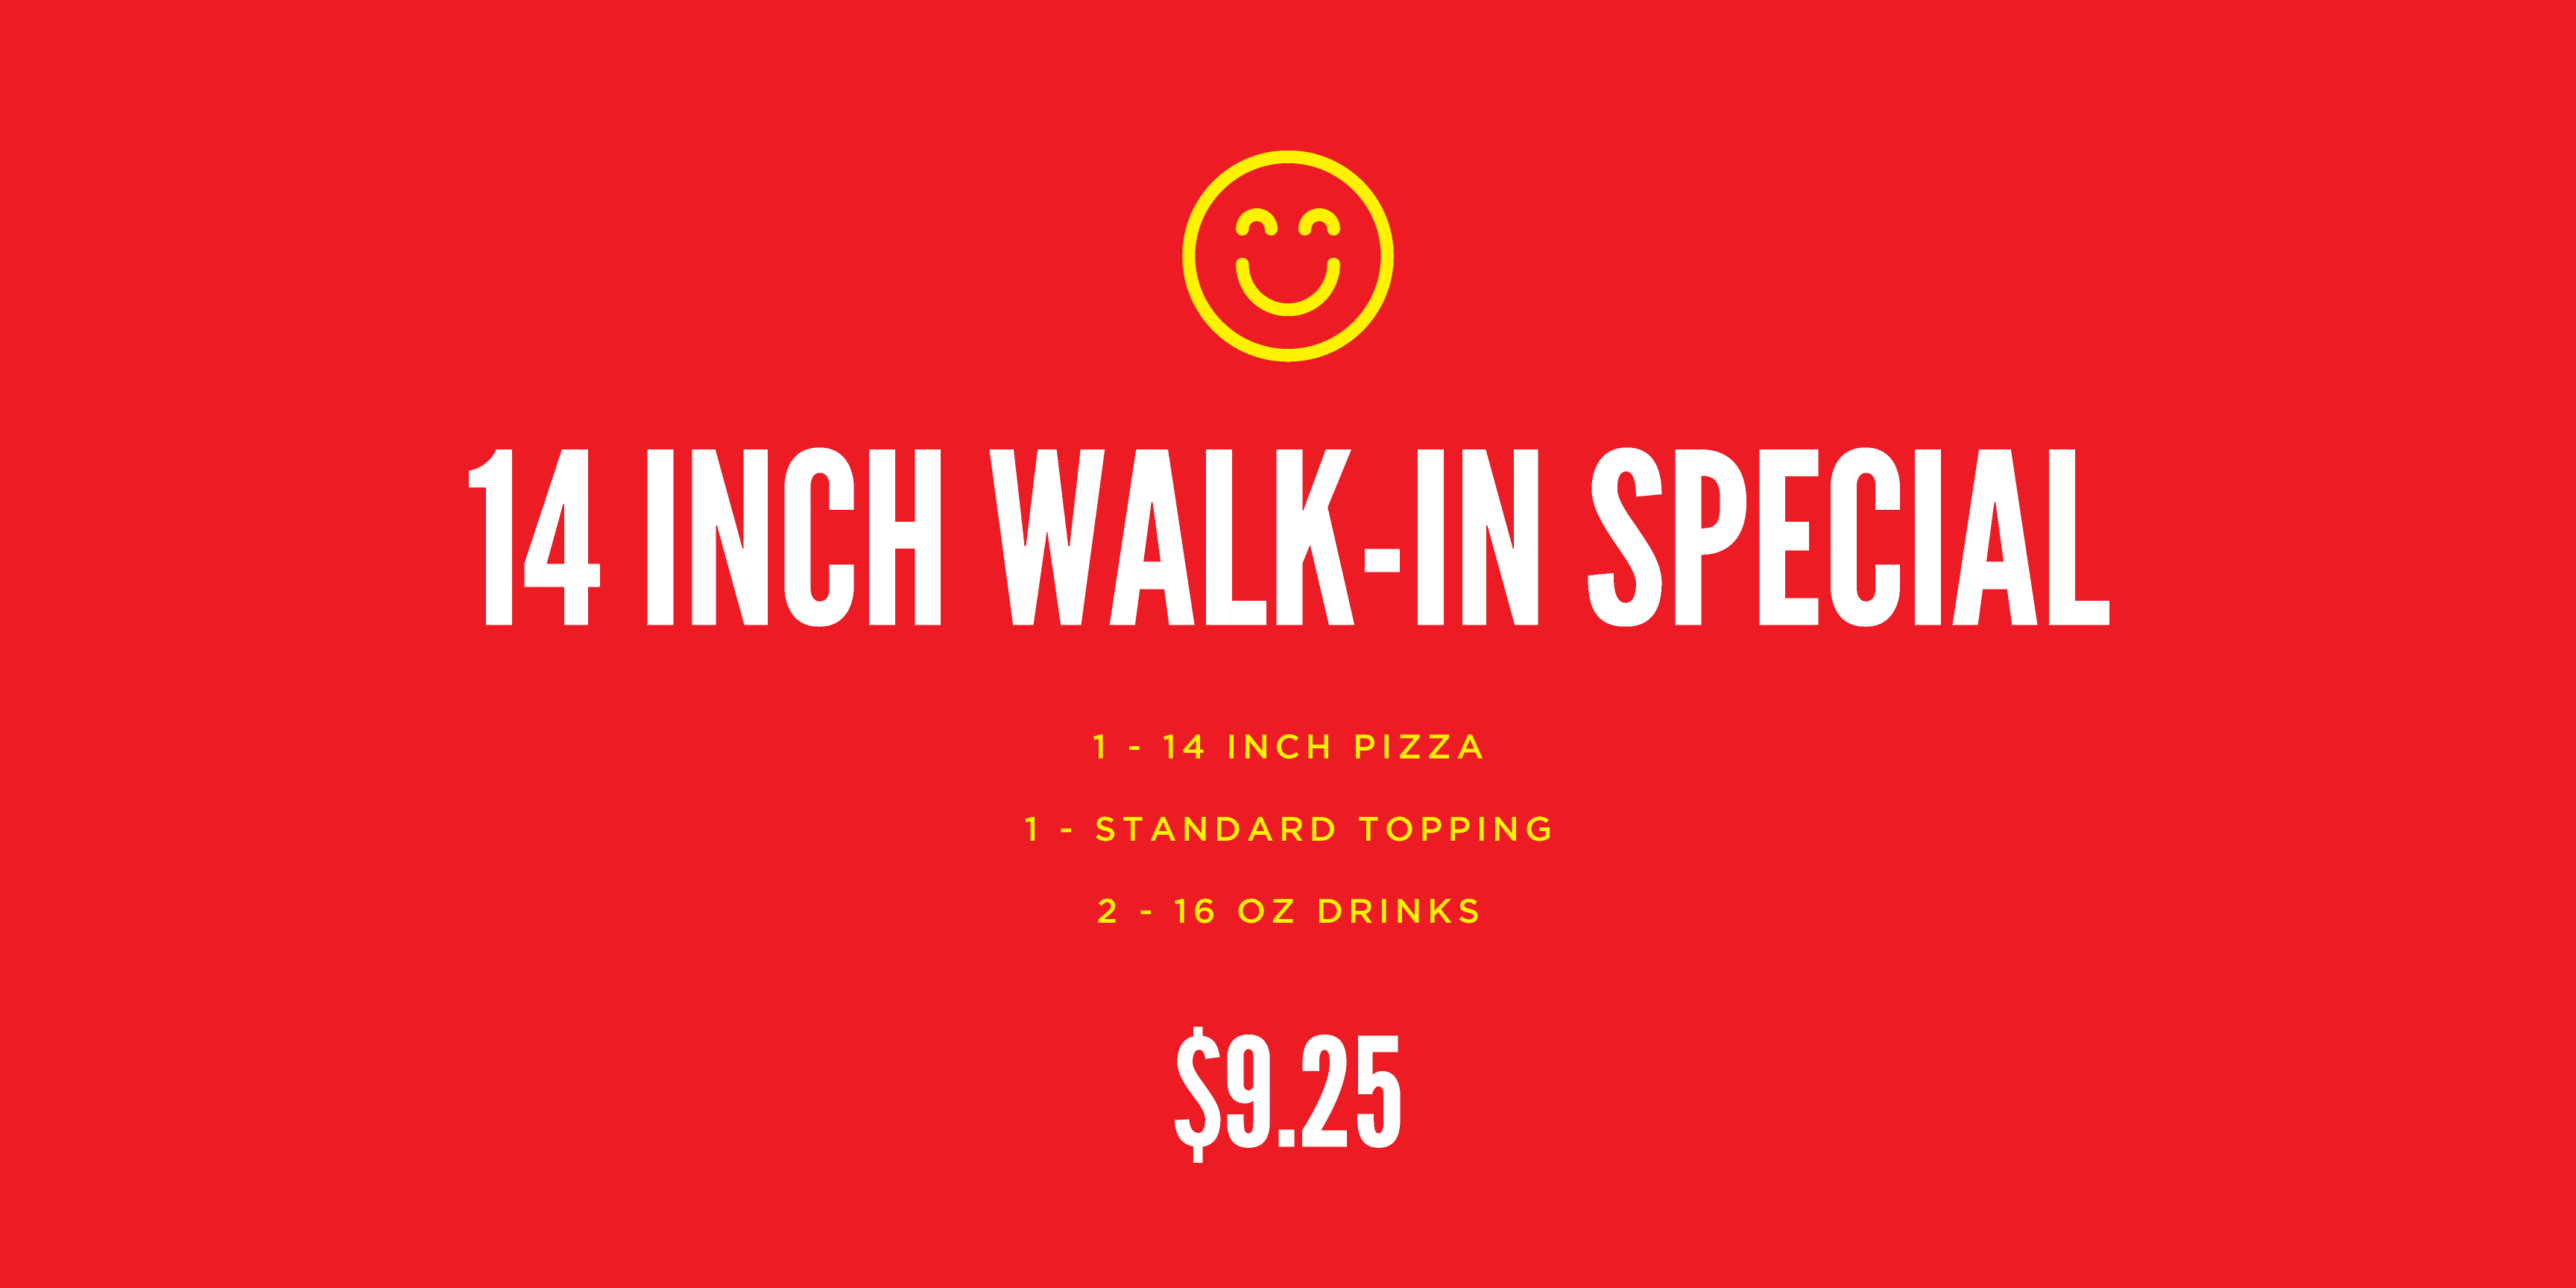 14 INCH WALK-IN SPECIAL
1 - 14 INCH PIZZA
1 - STANDARD TOPPING
2 - 16 OZ DRINKS
$9.25